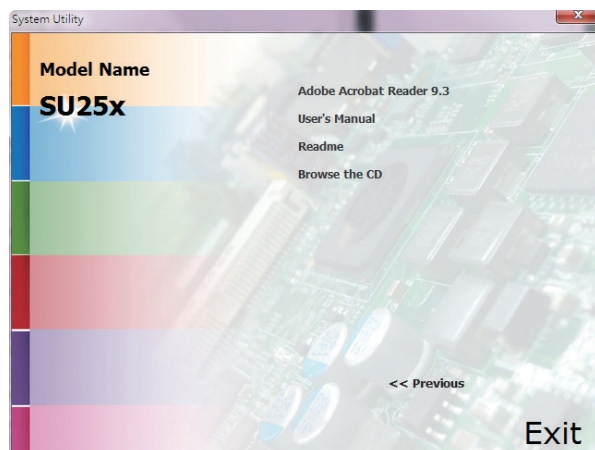 System Utility
Model Name
SU25x
Adobe Acrobat Reader 9.3
User's Manual
Readme
Browse the CD
<< Previous
Exit